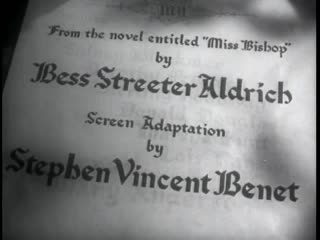 From the novel entitled "Miss Bishop"
by
Bess Streeter Aldrich
Screen Adaptation
by
Stephen Vincent Benet